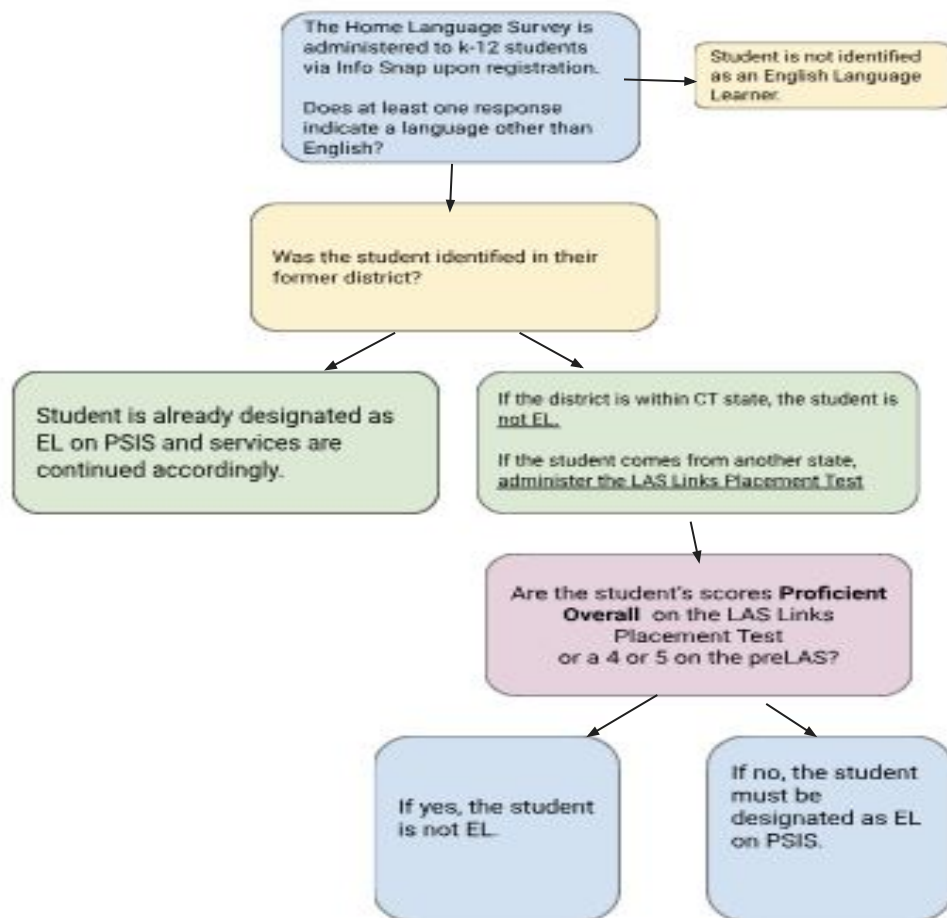 The Home Language Survey is
administered to k-12 students
via Info Snap upon registration.
Does at least one response
indicate a language other than
English?
Student is not identified
as an English Language
Learner.
Was the student identified in their
former district?
Student is already designated as
EL on PSIS and services are
continued accordingly.
If the district is within CT state, the student is
not EL.
If the student comes from another state,
administer the LAS Links Placement Test
Are the student's scores Proficient
Overall on the LAS Links
Placement Test
or a 4 or 5 on the preLAS?
If yes, the student
is not EL.
If no, the student
must be
designated as EL
on PSIS.